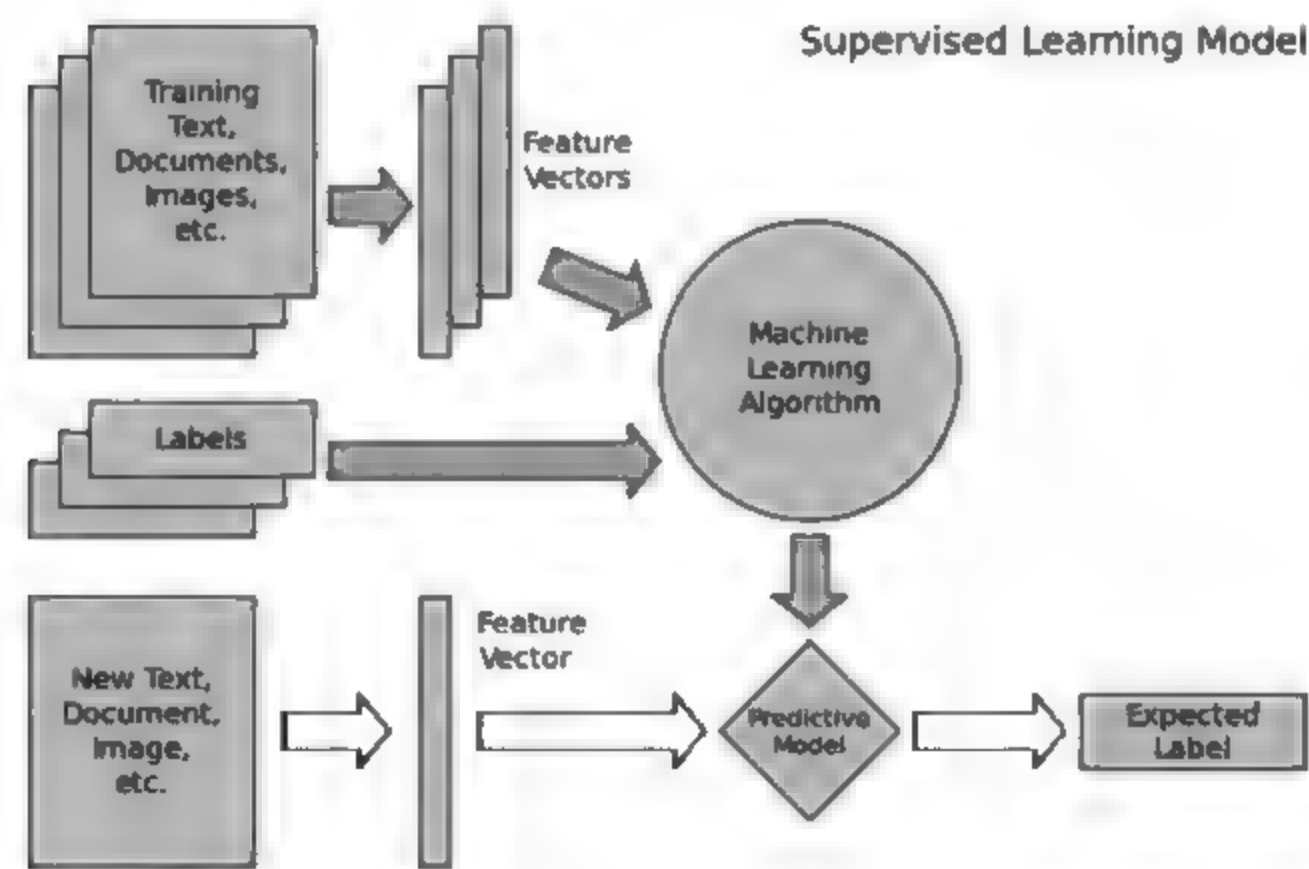 Supervised Learning Model
Training
Text,
Documents,
Images,
etc.
Feature
Vectors
Machine
Learning
Algorithm
Labels
New Text,
Document,
Image,
etc.
Feature
Vector
Predictive
Model
Expected
Label